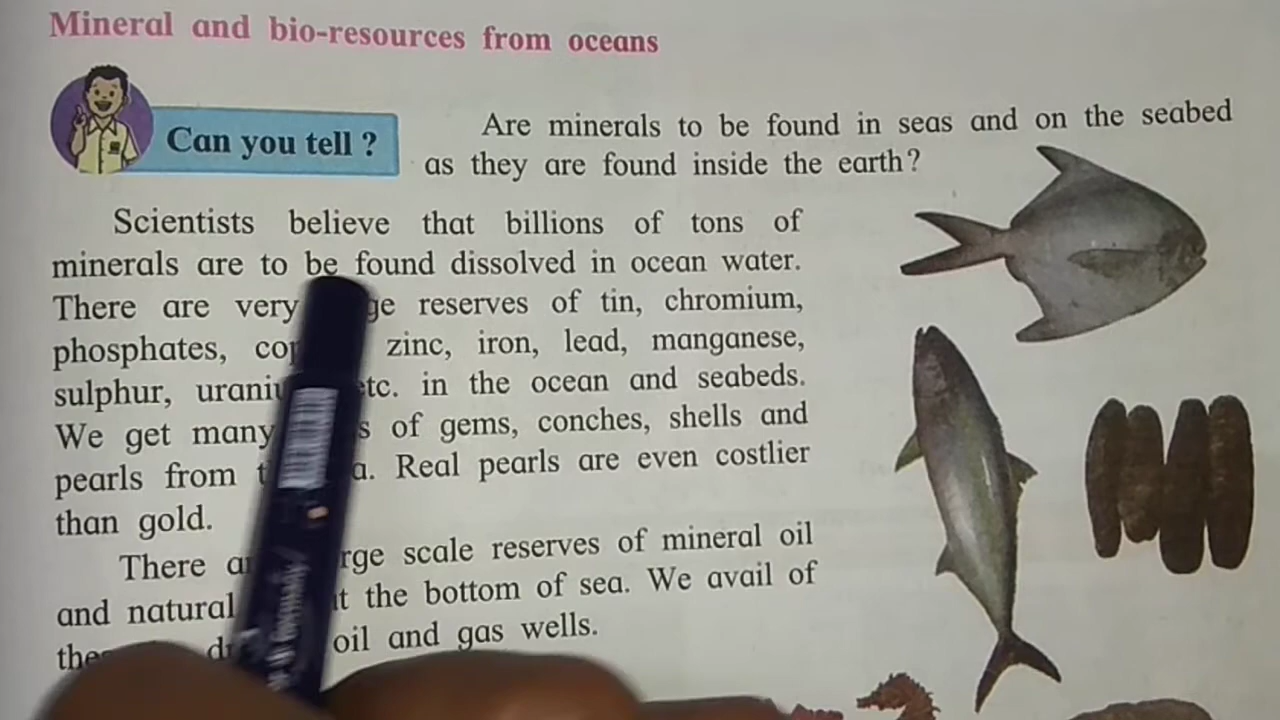 Mineral and bio-resources from oceans
Can you tell ?
Are minerals to be found in seas and on the seabed
as they are found inside the earth?
Scientists believe that billions of tons of
minerals are to be found dissolved in ocean water.
There are very reserves of tin, chromium,
phosphates, zinc, iron, lead, manganese,
sulphur, etc. in the ocean and seabeds.
We get many of gems, conches, shells and
pearls from Real pearls are even costlier
than gold.
There scale reserves of mineral oil
and natural the bottom of sea. We avail of
oil and gas wells.